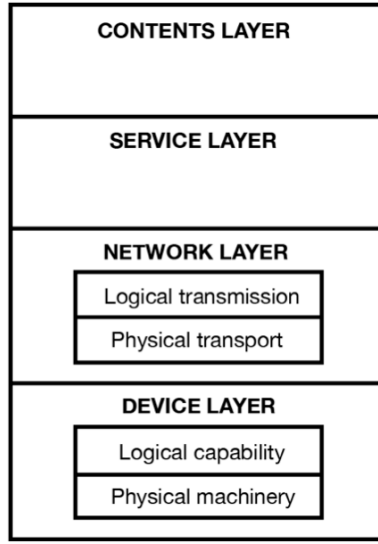 CONTENTS LAYER
SERVICE LAYER
NETWORK LAYER
Logical transmission
Physical transport
DEVICE LAYER
Logical capability
Physical machinery